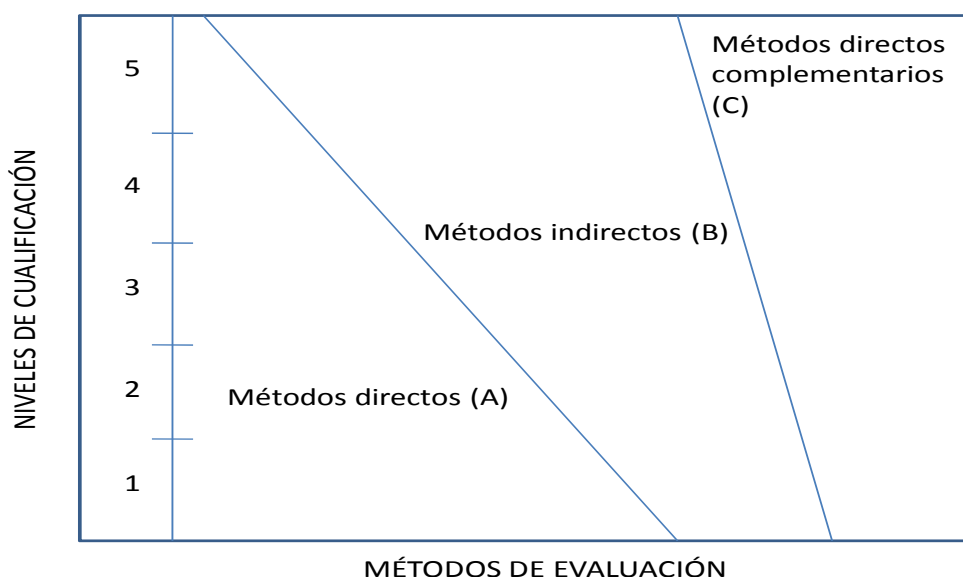 NIVELES DE CUALIFICACIÓN
5
4
3
2
1
Métodos directos
complementarios
(C)
Métodos indirectos (B)
Métodos directos (A)
MÉTODOS DE EVALUACIÓN